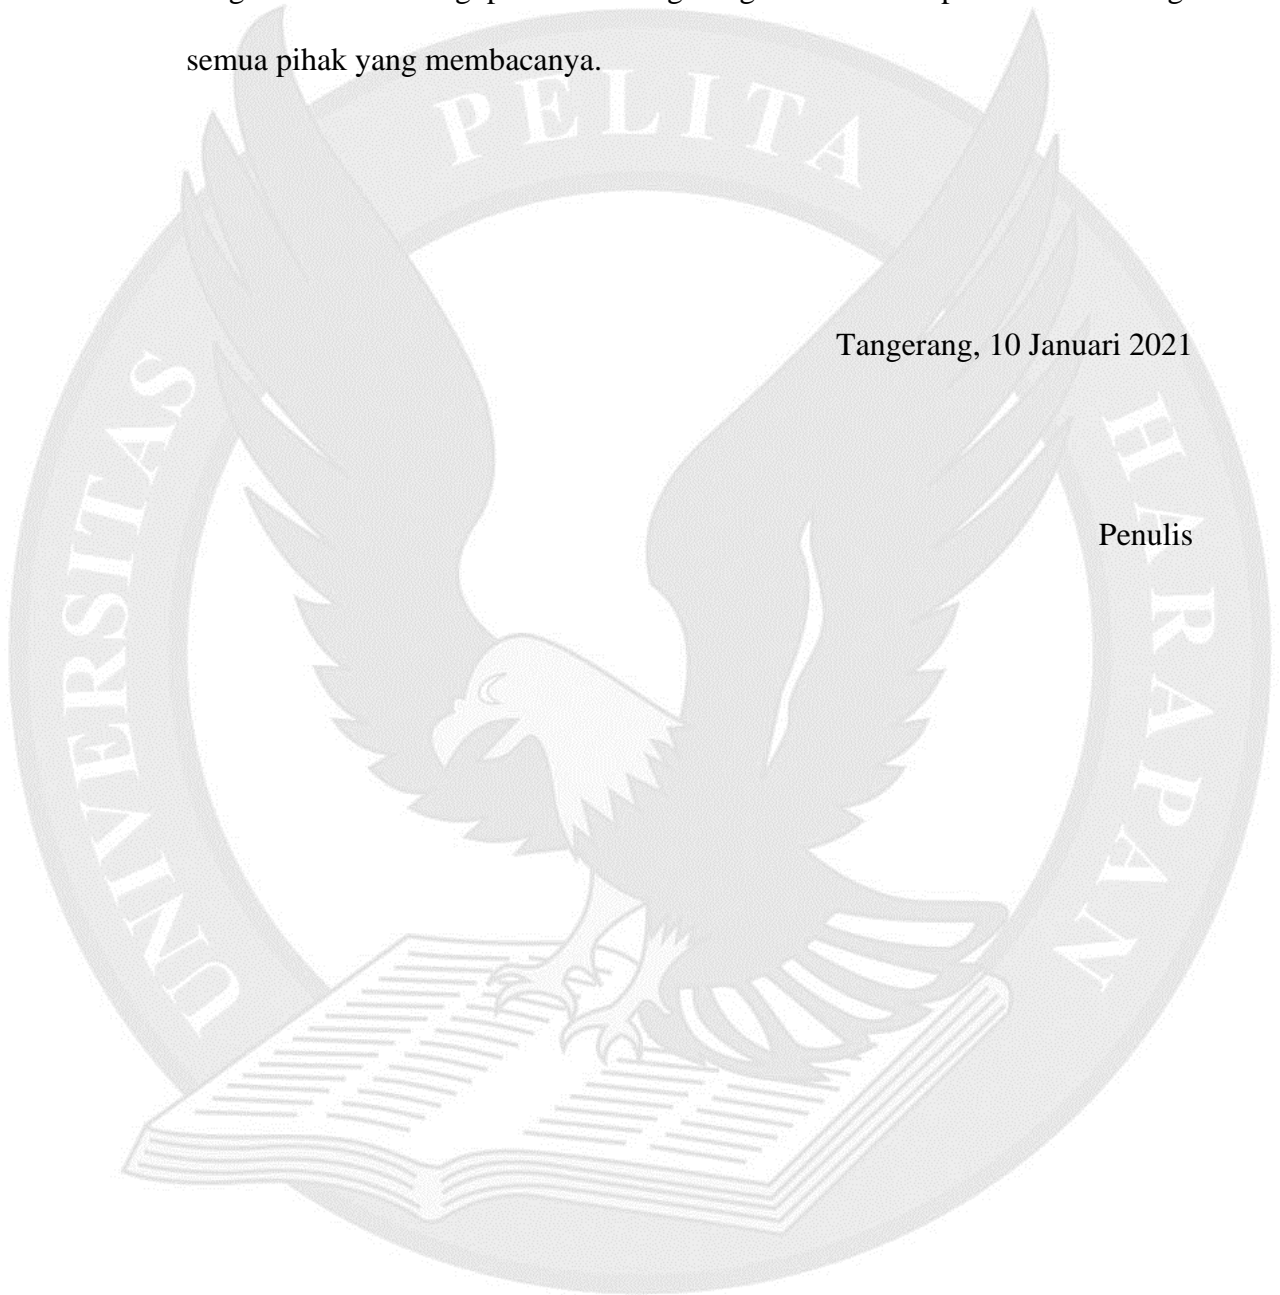 semua pihak yang membacanya.
PELITA
Tangerang, 10 Januari 2021
UNIVERSITAS
HARAPAN
Penulis